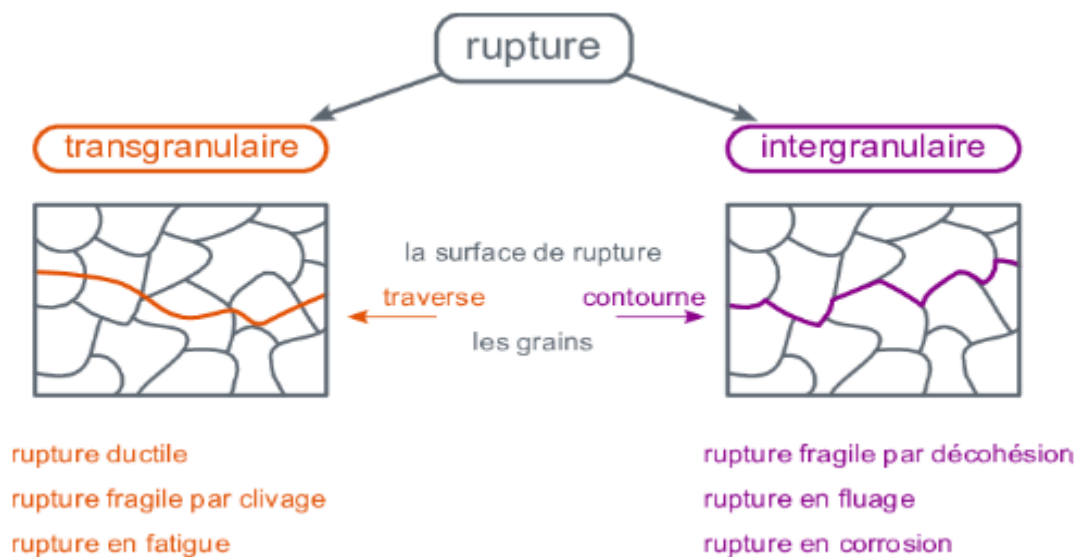 rupture
transgranulaire
intergranulaire
la surface de rupture
traverse
contourne
les grains
rupture ductile
rupture fragile par clivage
rupture en fatigue
rupture fragile par décohésion
rupture en fluage
rupture en corrosion